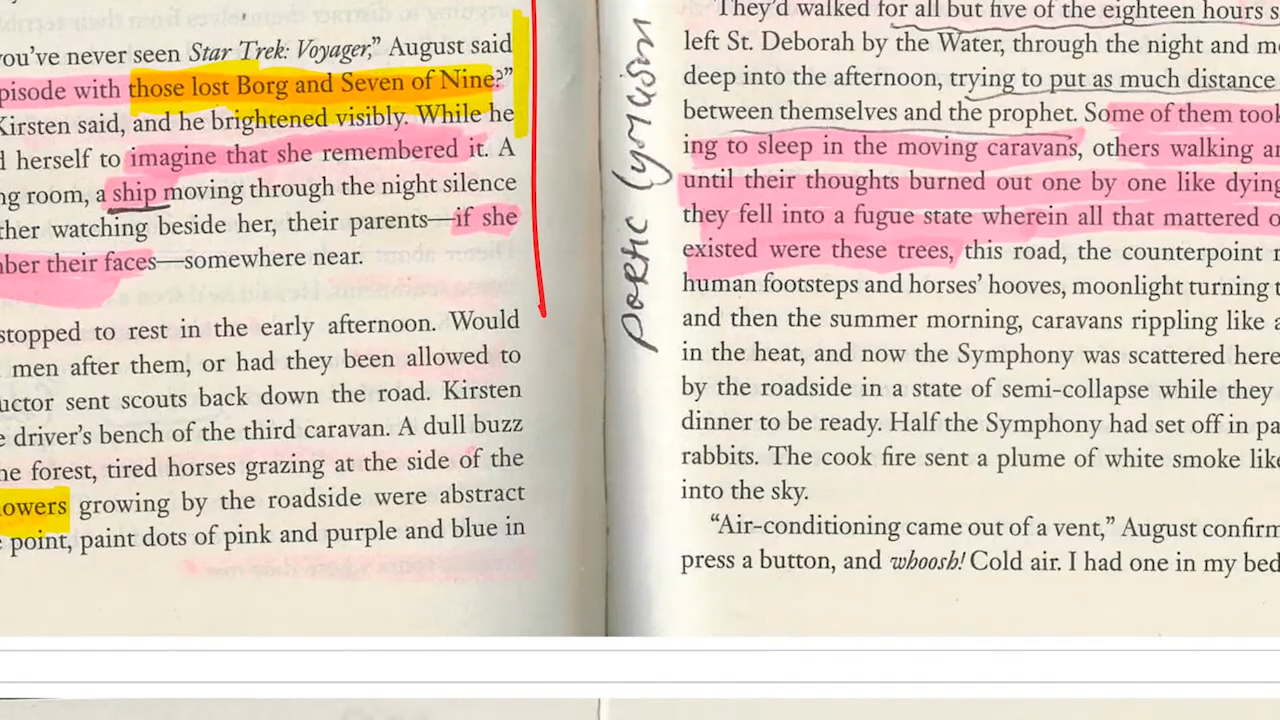 you've never seen Star Trek: Voyager," August said
pisode with those lost Borg and Seven of Nine?"
Kirsten said, and he brightened visibly. While he
d herself to imagine that she remembered it. A
ng room, a ship moving through the night silence
ther watching beside her, their parents—if she
ber their faces—somewhere near.
stopped to rest in the early afternoon. Would
men after them, or had they been allowed to
uctor sent scouts back down the road. Kirsten
e driver's bench of the third caravan. A dull buzz
he forest, tired horses grazing at the side of the
owers growing by the roadside were abstract
point, paint dots of pink and purple and blue in
poetic lyricism
They'd walked for all but five of the eighteen hours s
left St. Deborah by the Water, through the night and mo
deep into the afternoon, trying to put as much distance
between themselves and the prophet. Some of them took
ing to sleep in the moving caravans, others walking an
until their thoughts burned out one by one like dying
they fell into a fugue state wherein all that mattered o
existed were these trees, this road, the counterpoint r
human footsteps and horses' hooves, moonlight turning t
and then the summer morning, caravans rippling like a
in the heat, and now the Symphony was scattered here
by the roadside in a state of semi-collapse while they
dinner to be ready. Half the Symphony had set off in pa
rabbits. The cook fire sent a plume of white smoke like
into the sky.
"Air-conditioning came out of a vent," August confirm
press a button, and whoosh! Cold air. I had one in my bed